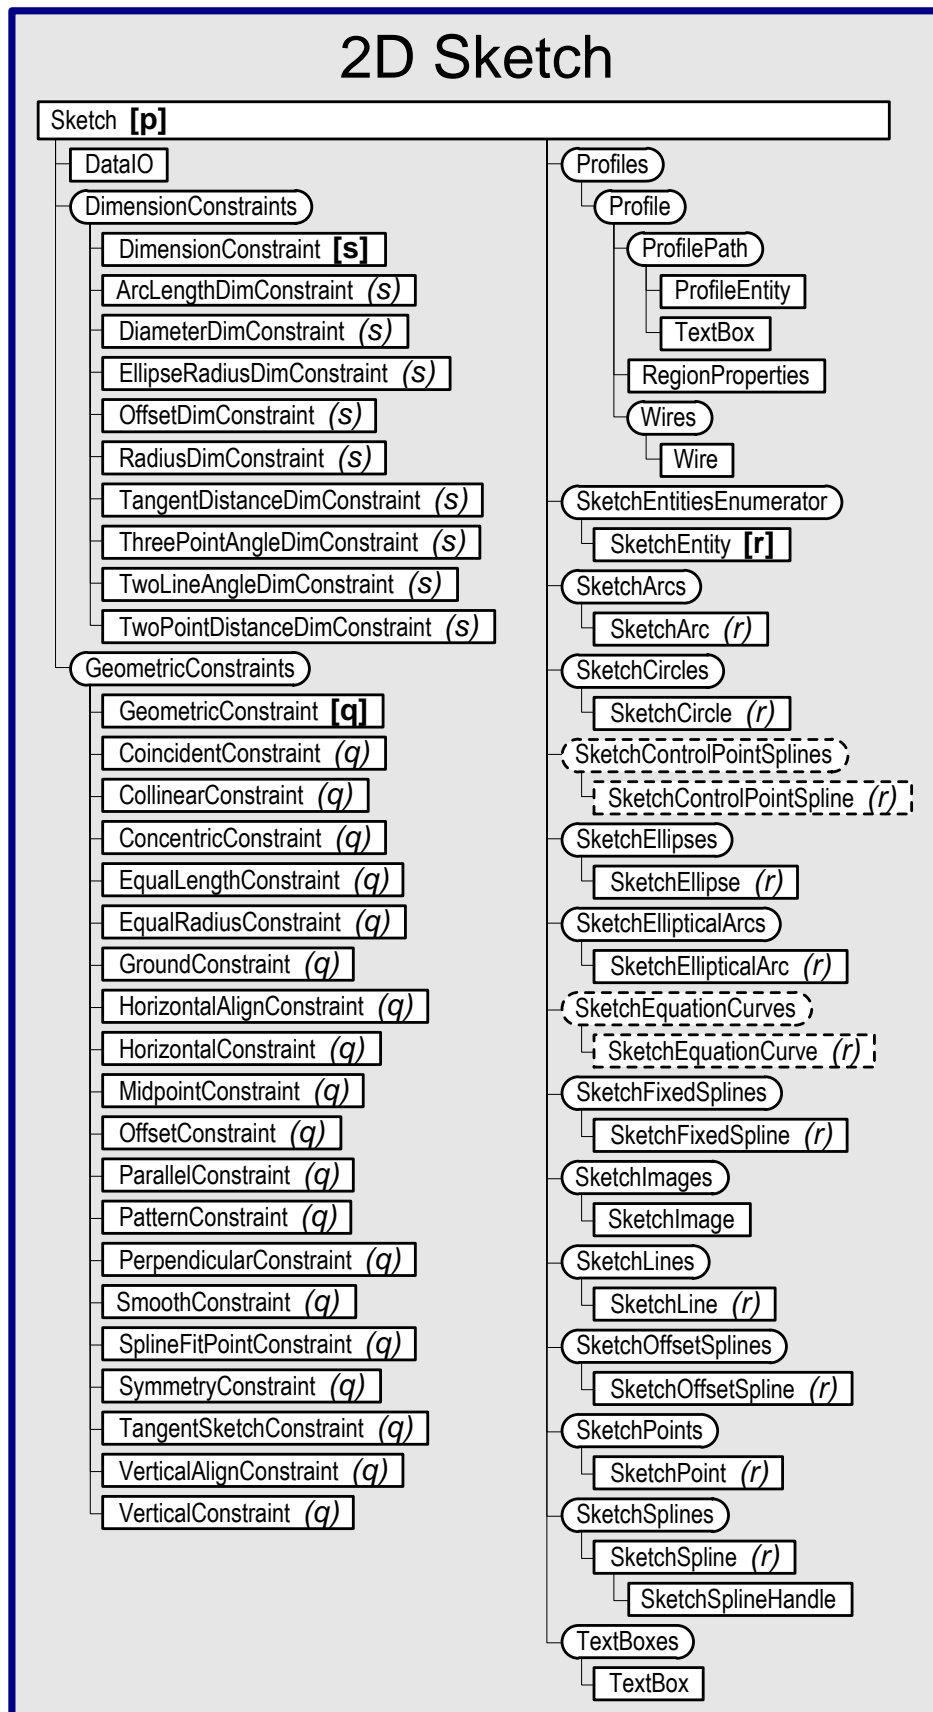 2D Sketch
Sketch [p]
DataIO
DimensionConstraints
DimensionConstraint [s]
ArcLengthDimConstraint (s)
DiameterDimConstraint (s)
EllipseRadiusDimConstraint (s)
OffsetDimConstraint (s)
RadiusDimConstraint (s)
TangentDistanceDimConstraint (s)
ThreePointAngleDimConstraint (s)
TwoLineAngleDimConstraint (s)
TwoPointDistanceDimConstraint (s)
GeometricConstraints
GeometricConstraint [q]
CoincidentConstraint (q)
CollinearConstraint (q)
ConcentricConstraint (q)
EqualLengthConstraint (q)
EqualRadiusConstraint (q)
GroundConstraint (q)
HorizontalAlignConstraint (q)
HorizontalConstraint (q)
MidpointConstraint (q)
OffsetConstraint (q)
ParallelConstraint (q)
PatternConstraint (q)
PerpendicularConstraint (q)
SmoothConstraint (q)
SplineFitPointConstraint (q)
SymmetryConstraint (q)
TangentSketchConstraint (q)
VerticalAlignConstraint (q)
VerticalConstraint (q)
Profiles
Profile
ProfilePath
ProfileEntity
TextBox
RegionProperties
Wires
Wire
SketchEntitiesEnumerator
SketchEntity [r]
SketchArcs
SketchArc (r)
SketchCircles
SketchCircle (r)
SketchControlPointSplines
SketchControlPointSpline (r)
SketchEllipses
SketchEllipse (r)
SketchEllipticalArcs
SketchEllipticalArc (r)
SketchEquationCurves
SketchEquationCurve (r)
SketchFixedSplines
SketchFixedSpline (r)
SketchImages
SketchImage
SketchLines
SketchLine (r)
SketchOffsetSplines
SketchOffsetSpline (r)
SketchPoints
SketchPoint (r)
SketchSplines
SketchSpline (r)
SketchSplineHandle
TextBoxes
TextBox